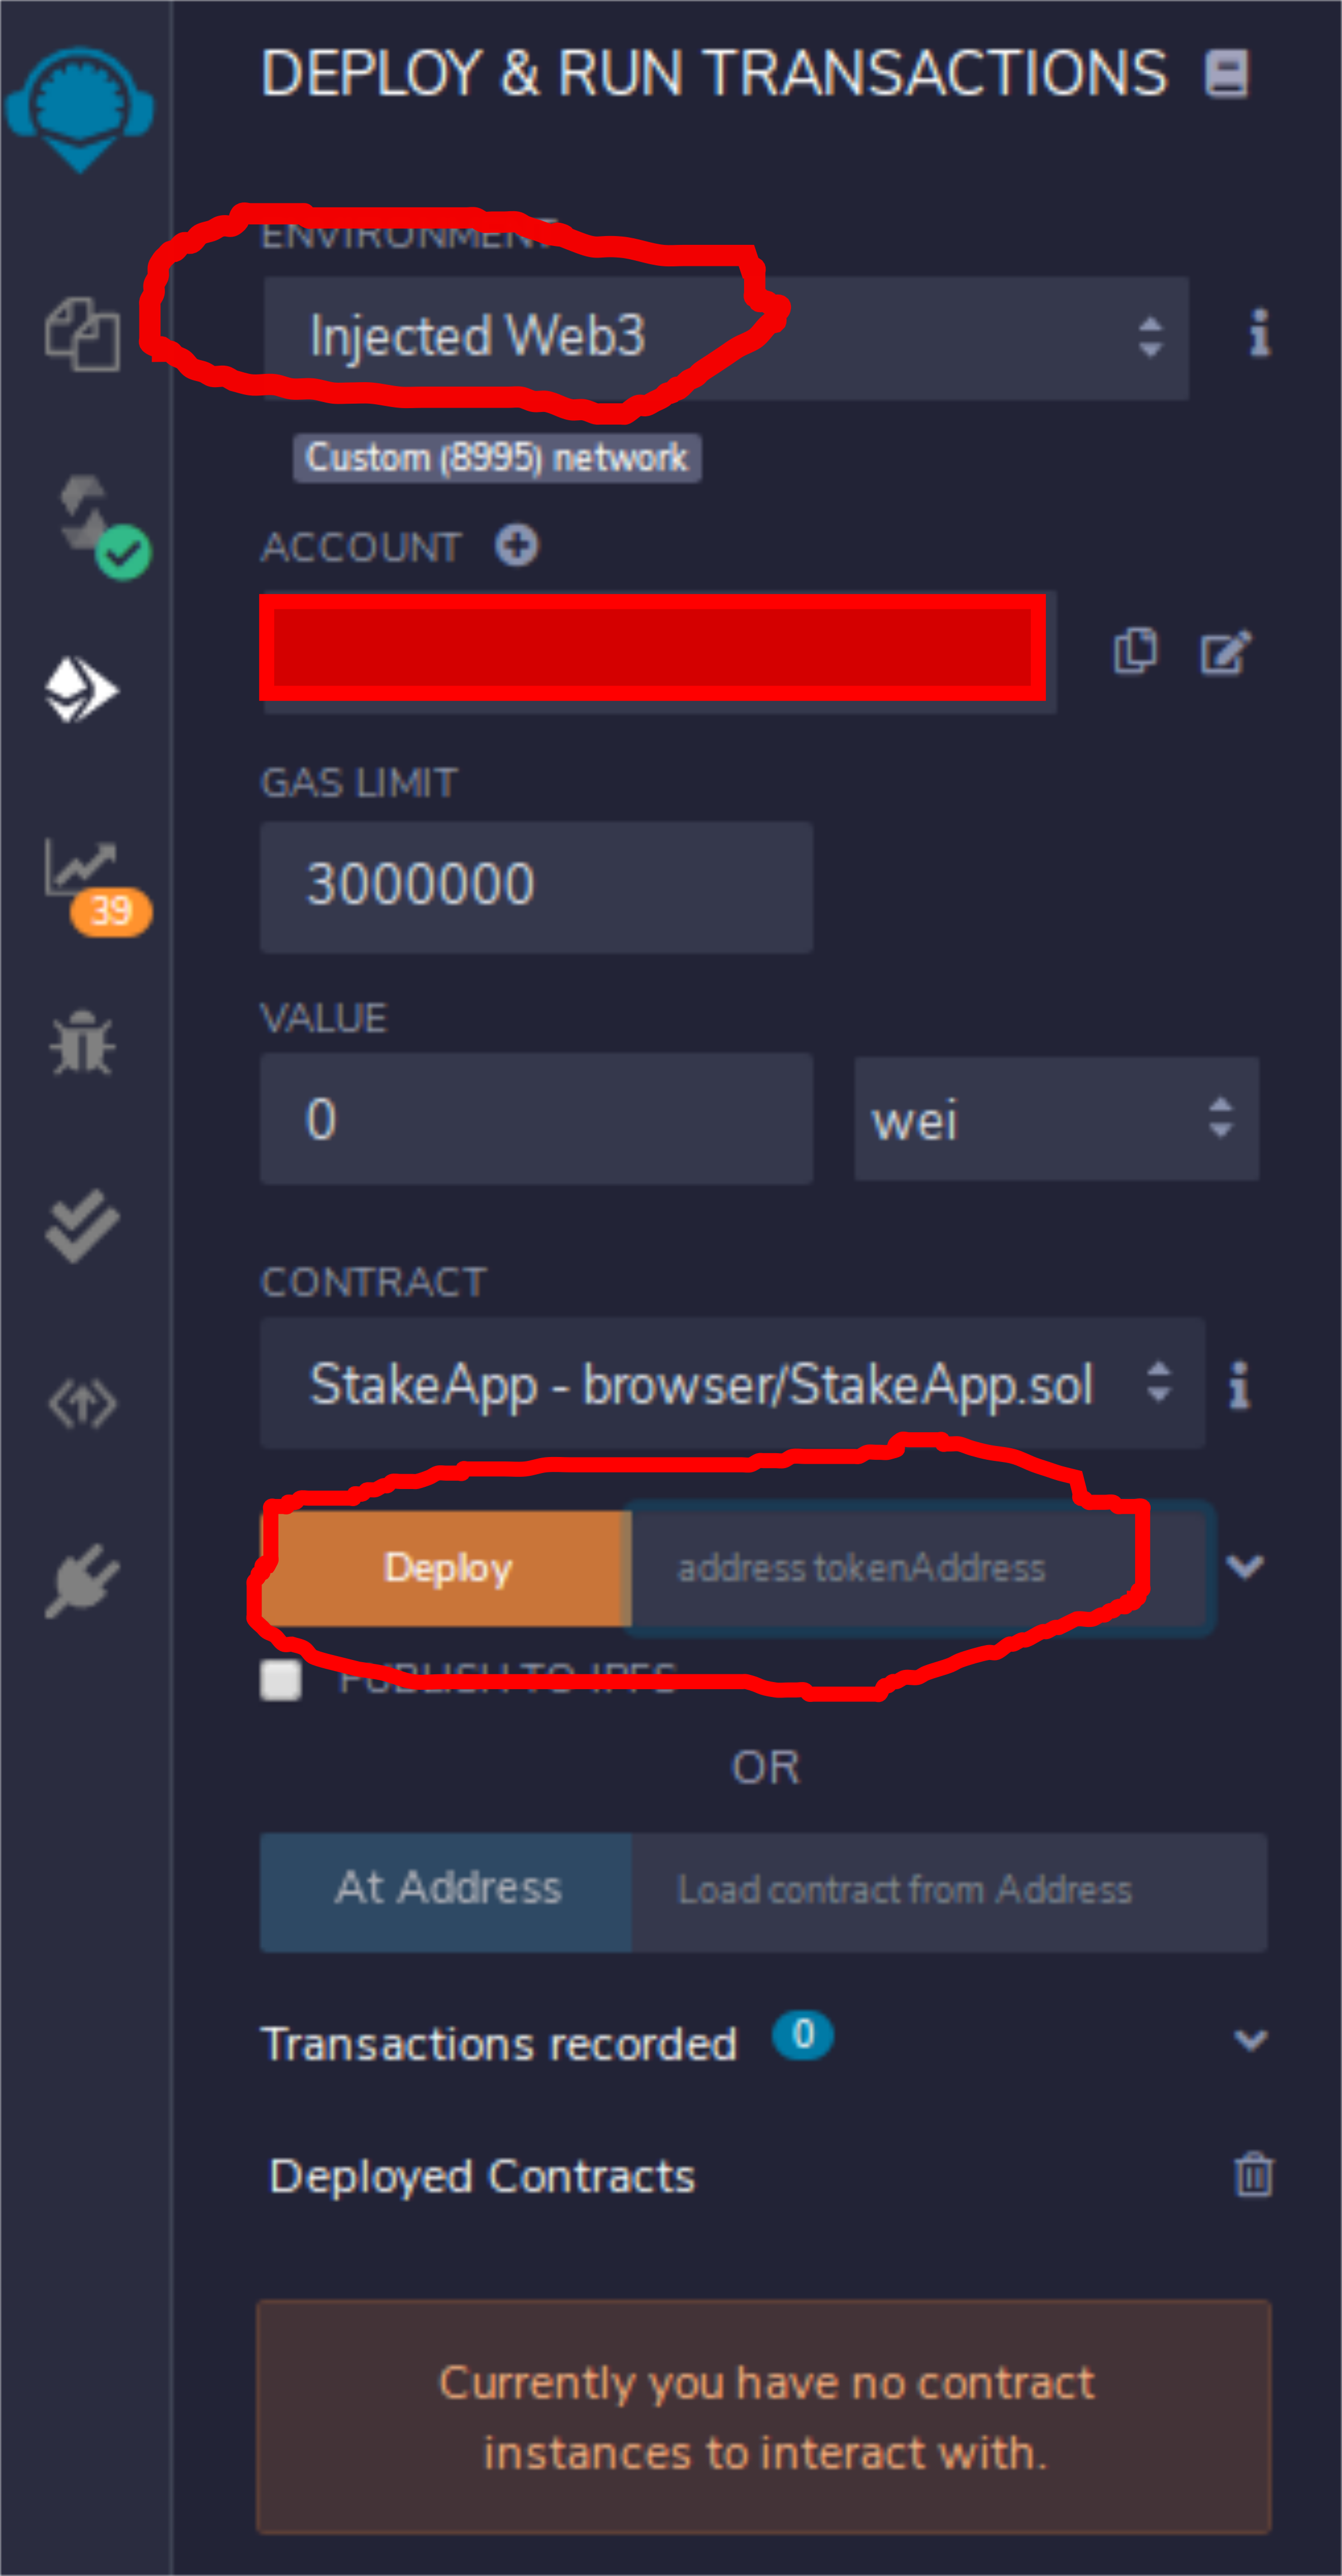 DEPLOY & RUN TRANSACTIONS
ENVIRONMENT
Injected Web3
Custom (8995) network
ACCOUNT
GAS LIMIT
3000000
39
VALUE
0
wei
CONTRACT
StakeApp - browser/StakeApp.sol
Deploy
address tokenAddress
PUBLISH TO IPFS
OR
At Address
Load contract from Address
Transactions recorded 0
Deployed Contracts
Currently you have no contract
instances to interact with.